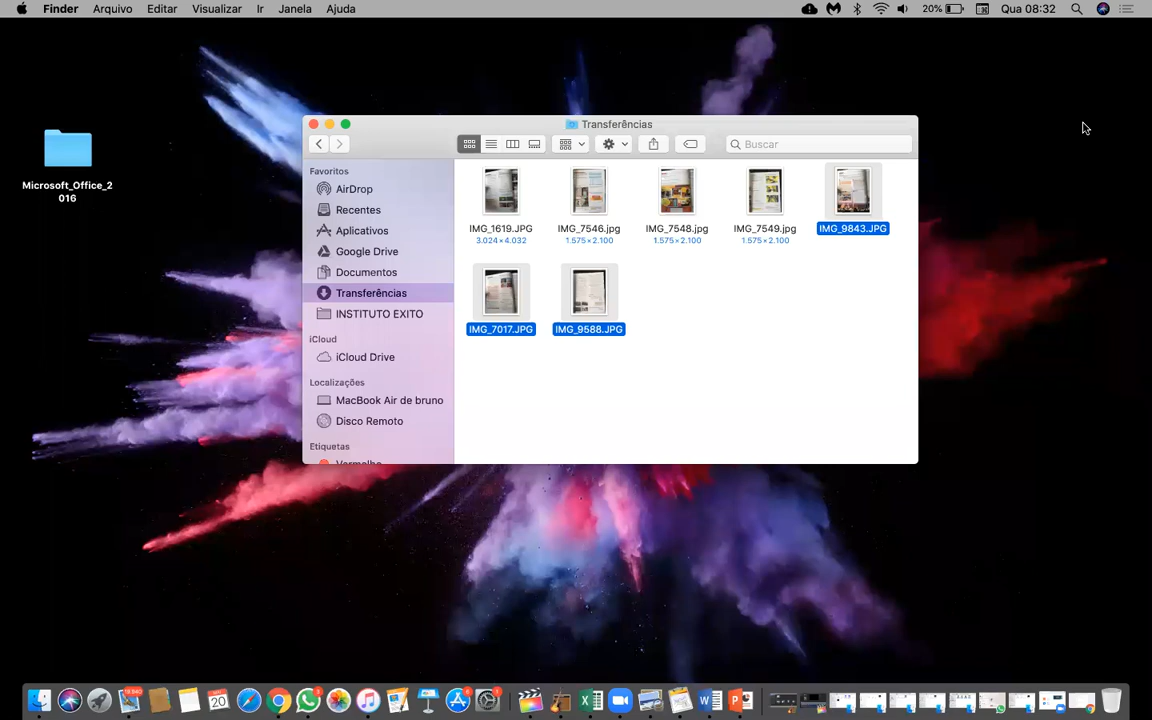 Finder Arquivo Editar Visualizar Ir Janela Ajuda 20% Qua 08:32
Microsoft_Office_2
016
Transferências
Buscar
Favoritos
AirDrop
Recentes
Aplicativos
Google Drive
Documentos
Transferências
INSTITUTO EXITO
iCloud
iCloud Drive
Localizações
MacBook Air de bruno
Disco Remoto
Etiquetas
Vermelho
IMG_1619.JPG IMG_7546.jpg IMG_7548.jpg IMG_7549.jpg IMG_9843.JPG
3.024×4.032 1.575×2.100 1.575×2.100 1.575×2.100
IMG_7017.JPG IMG_9588.JPG